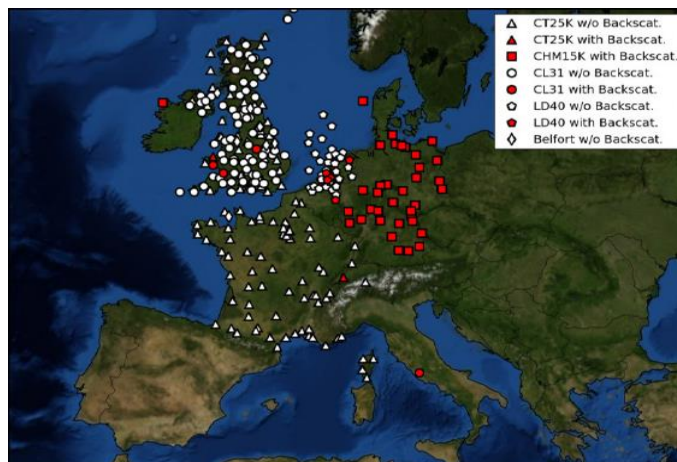 CT25K w/o Backscat.
CT25K with Backscat.
CHM15K with Backscat.
CL31 w/o Backscat.
CL31 with Backscat.
LD40 w/o Backscat.
LD40 with Backscat.
Belfort w/o Backscat.